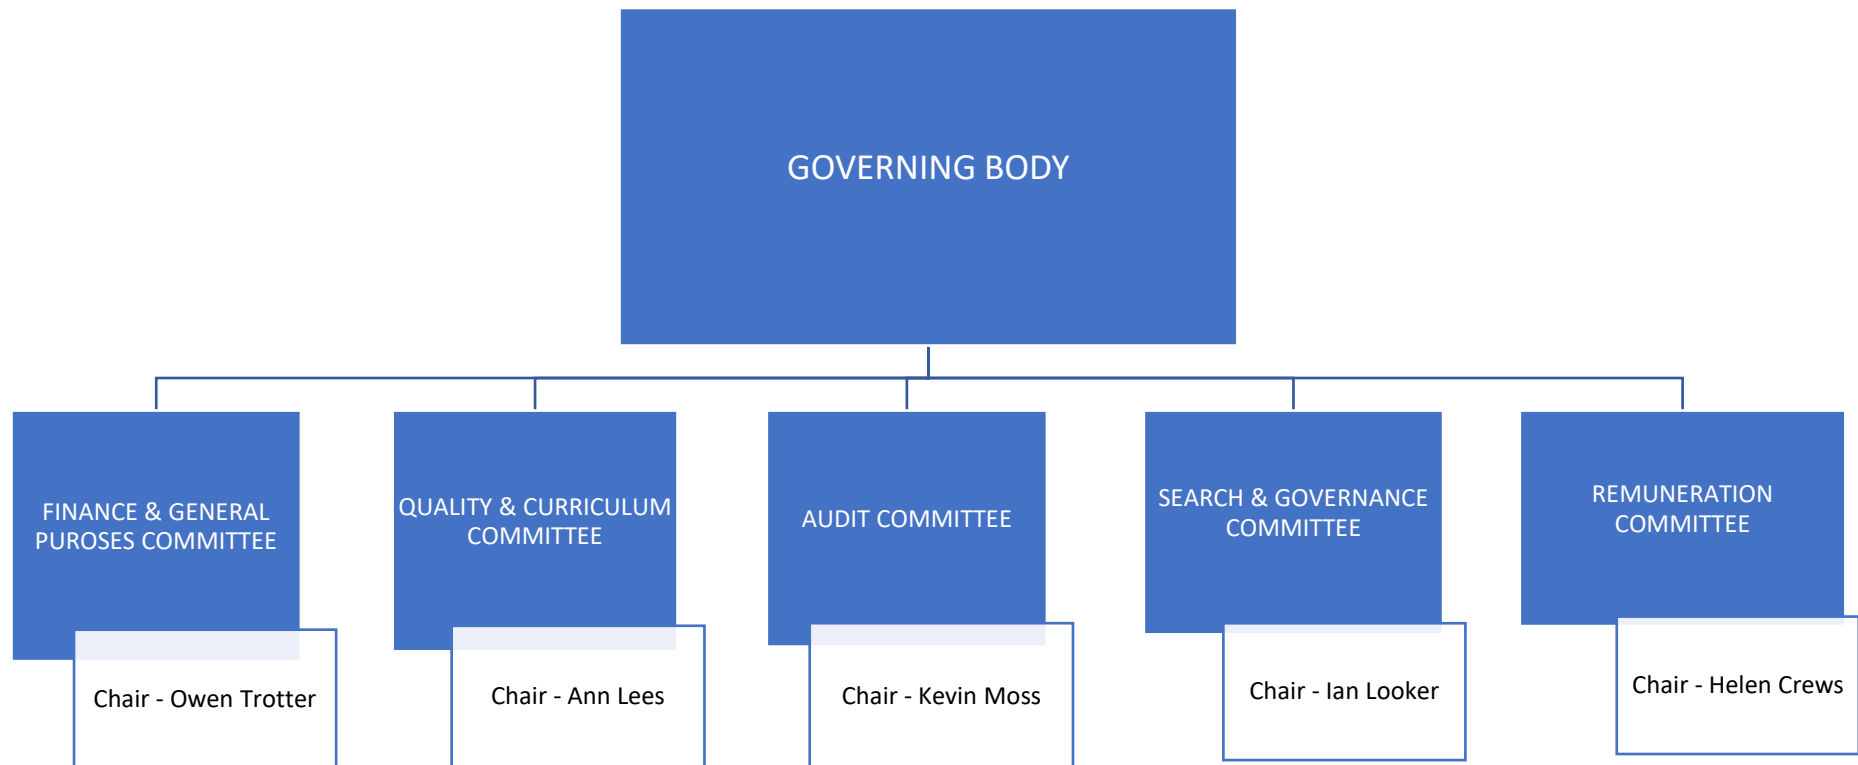 GOVERNING BODY
FINANCE & GENERAL
PUROSES COMMITTEE
QUALITY & CURRICULUM
COMMITTEE
AUDIT COMMITTEE
SEARCH & GOVERNANCE
COMMITTEE
REMUNERATION
COMMITTEE
Chair - Owen Trotter
Chair - Ann Lees
Chair - Kevin Moss
Chair - Ian Looker
Chair - Helen Crews